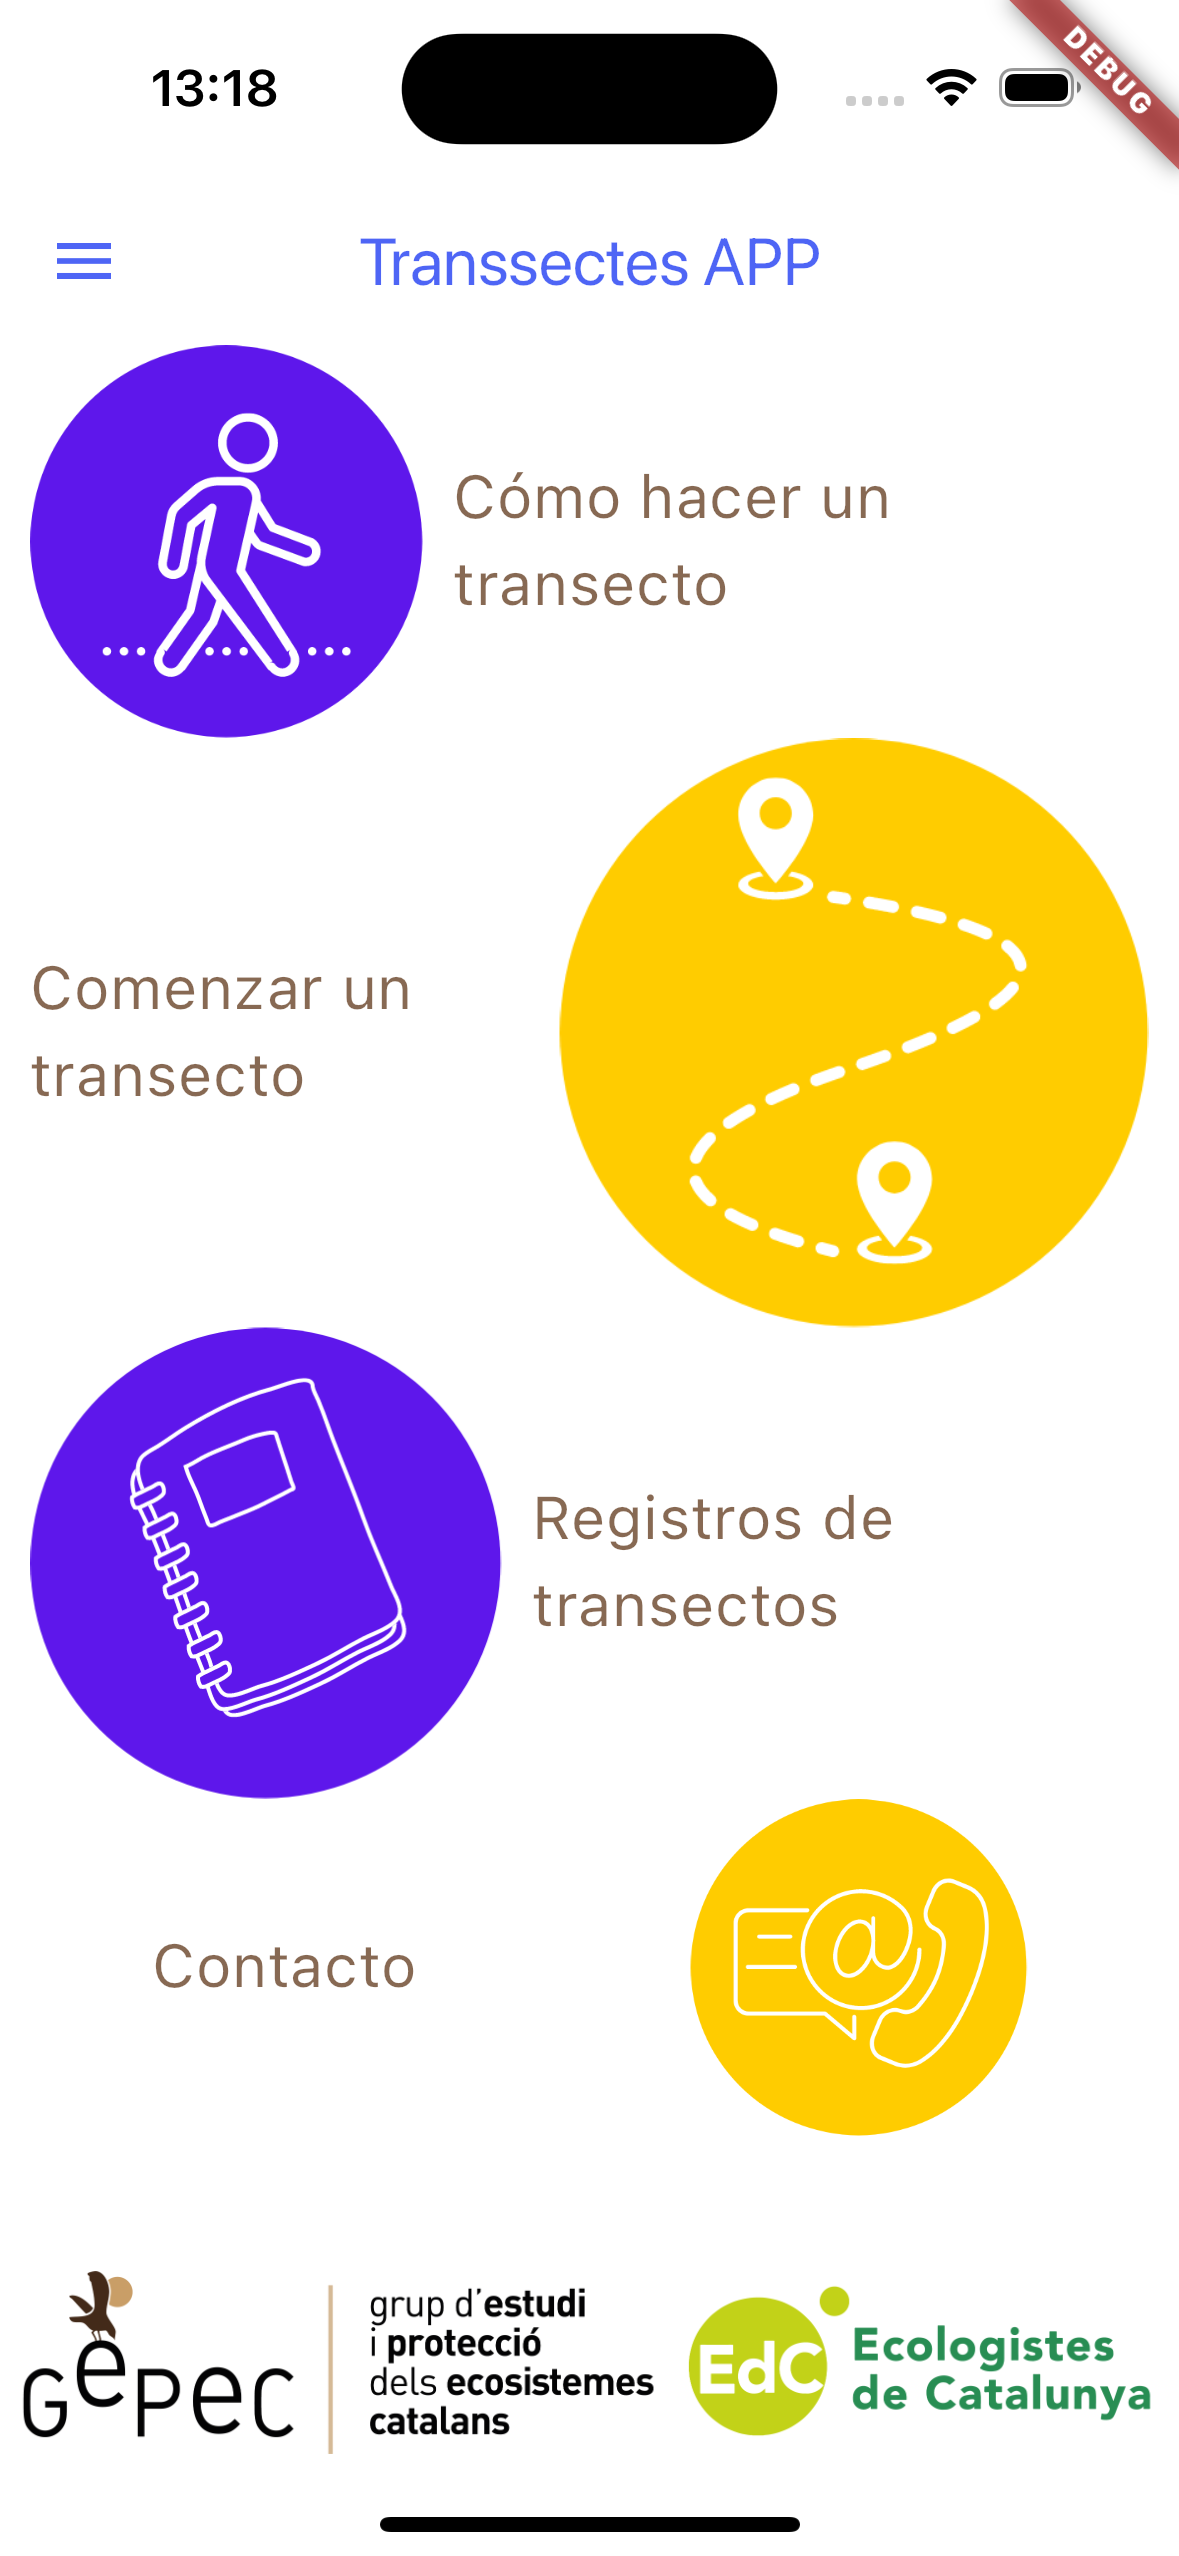 13:18
DEBUG
Transsectes APP
Cómo hacer un
transecto
Comenzar un
transecto
Registros de
transectos
@
Contacto
GePeC
grup d'estudi
i protecció
dels ecosistemes
catalans
EdC
Ecologistes
de Catalunya